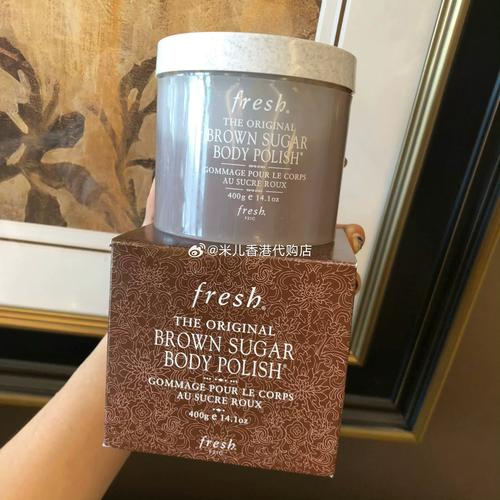 fresh®
THE ORIGINAL
BROWN SUGAR
BODY POLISH®
GOMMAGE POUR LE CORPS
AU SUCRE ROUX
400g e 14.1oz
fresh
@米儿香港代购店
fresh®
THE ORIGINAL
BROWN SUGAR
BODY POLISH®
GOMMAGE POUR LE CORPS
AU SUCRE ROUX
400g e 14.1oz
fresh